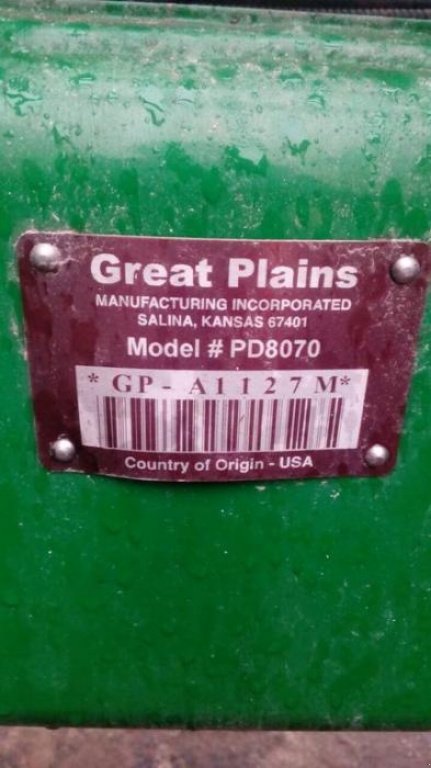 Great Plains
MANUFACTURING INCORPORATED
SALINA, KANSAS 67401
Model # PD8070
* GP - A1127M*
Country of Origin - USA